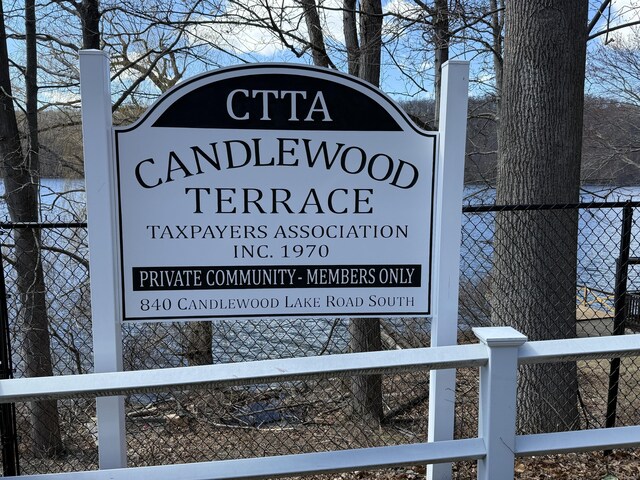 CTTA
CANDLEWOOD
TERRACE
TAXPAYERS ASSOCIATION
INC. 1970
PRIVATE COMMUNITY - MEMBERS ONLY
840 CANDLEWOOD LAKE ROAD SOUTH